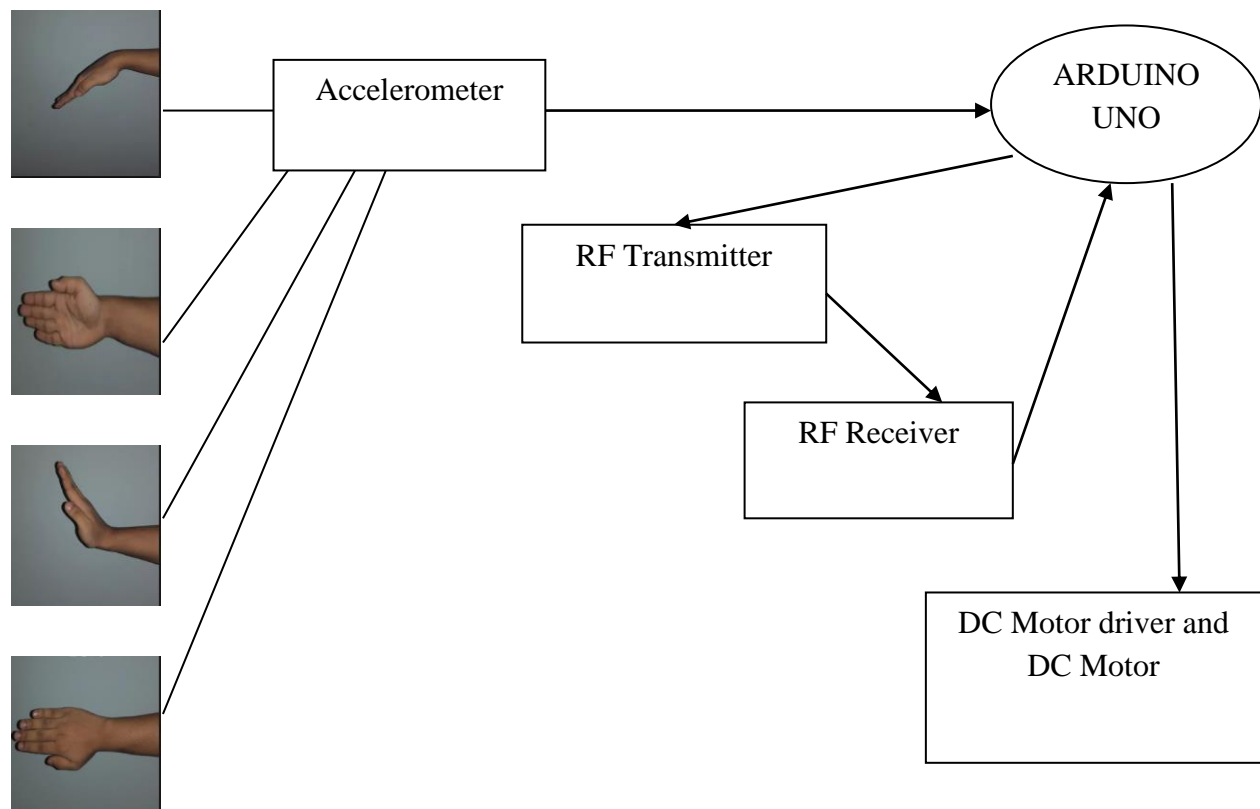 Accelerometer
ARDUINO
UNO
RF Transmitter
RF Receiver
DC Motor driver and
DC Motor